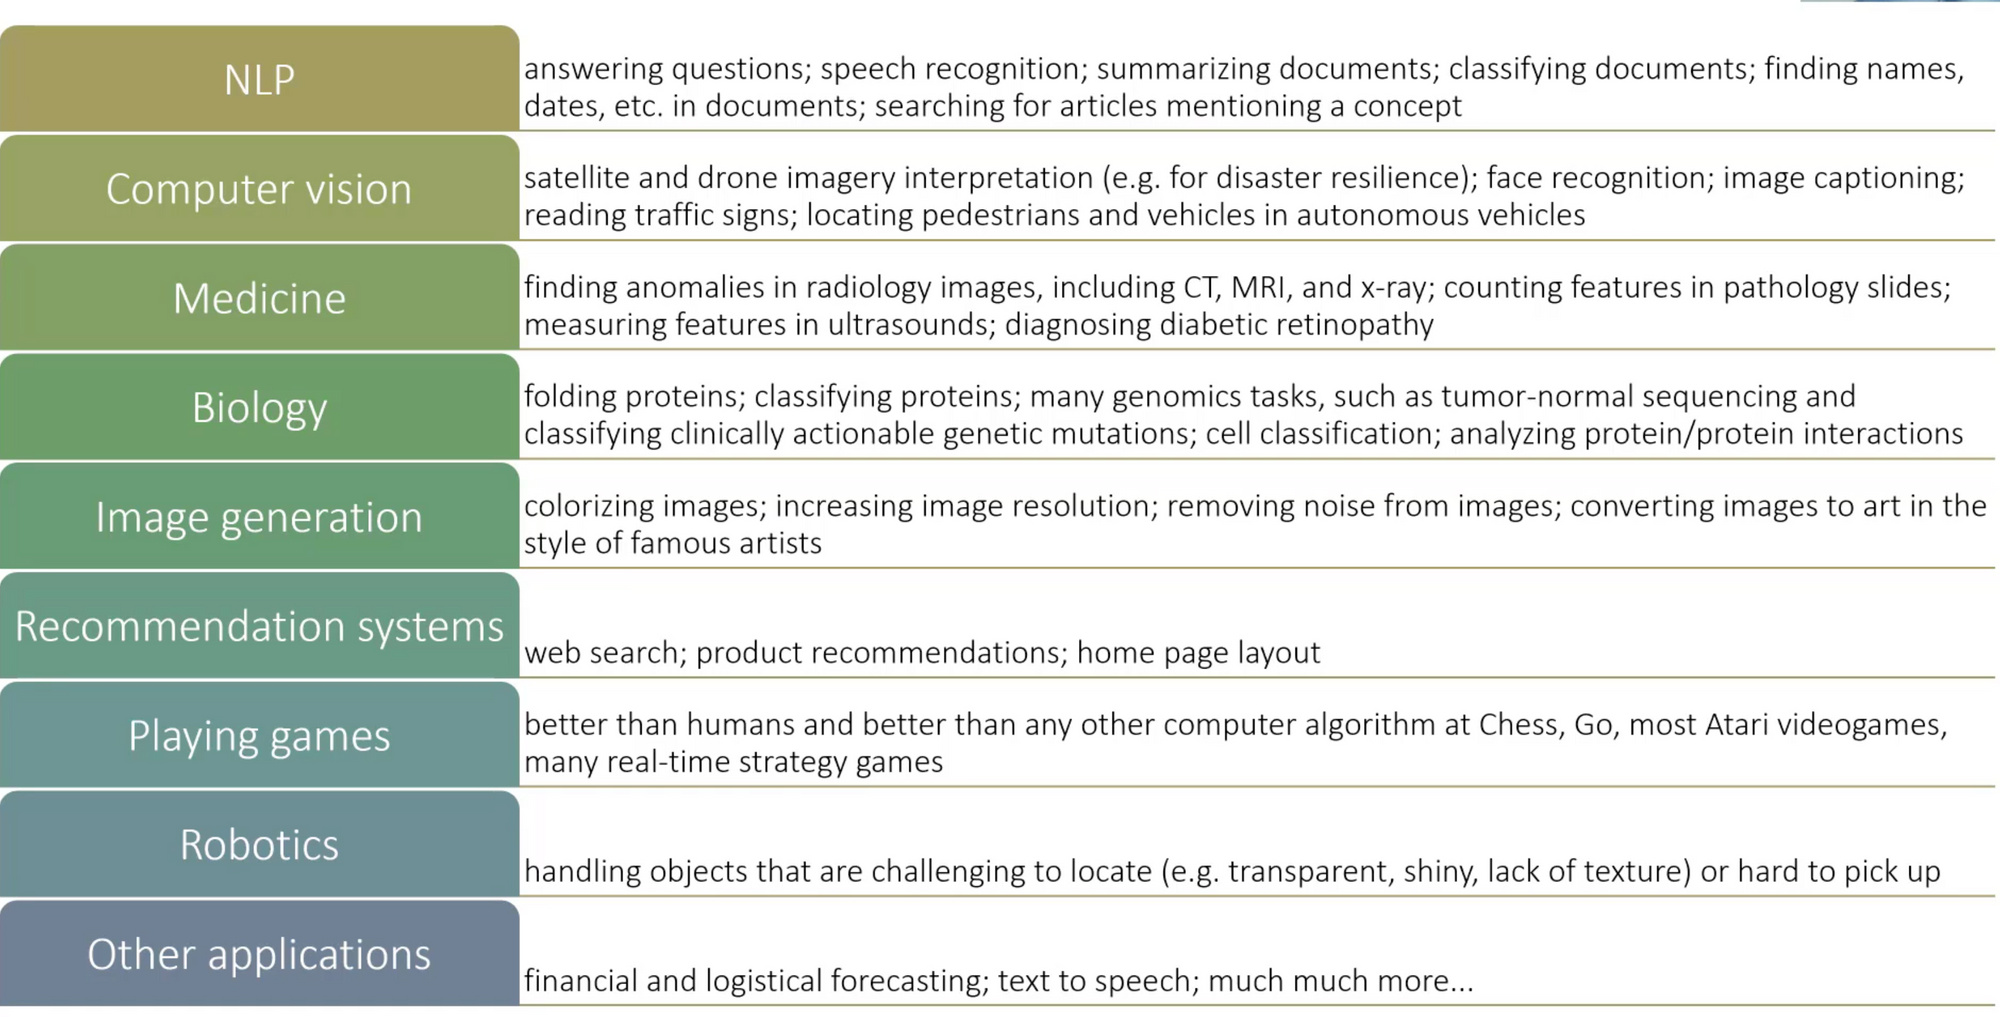 NLP
answering questions; speech recognition; summarizing documents; classifying documents; finding names,
dates, etc. in documents; searching for articles mentioning a concept
Computer vision
satellite and drone imagery interpretation (e.g. for disaster resilience); face recognition; image captioning;
reading traffic signs; locating pedestrians and vehicles in autonomous vehicles
Medicine
finding anomalies in radiology images, including CT, MRI, and x-ray; counting features in pathology slides;
measuring features in ultrasounds; diagnosing diabetic retinopathy
Biology
folding proteins; classifying proteins; many genomics tasks, such as tumor-normal sequencing and
classifying clinically actionable genetic mutations; cell classification; analyzing protein/protein interactions
Image generation
colorizing images; increasing image resolution; removing noise from images; converting images to art in the
style of famous artists
Recommendation systems
web search; product recommendations; home page layout
Playing games
better than humans and better than any other computer algorithm at Chess, Go, most Atari videogames,
many real-time strategy games
Robotics
handling objects that are challenging to locate (e.g. transparent, shiny, lack of texture) or hard to pick up
Other applications
financial and logistical forecasting; text to speech; much much more...